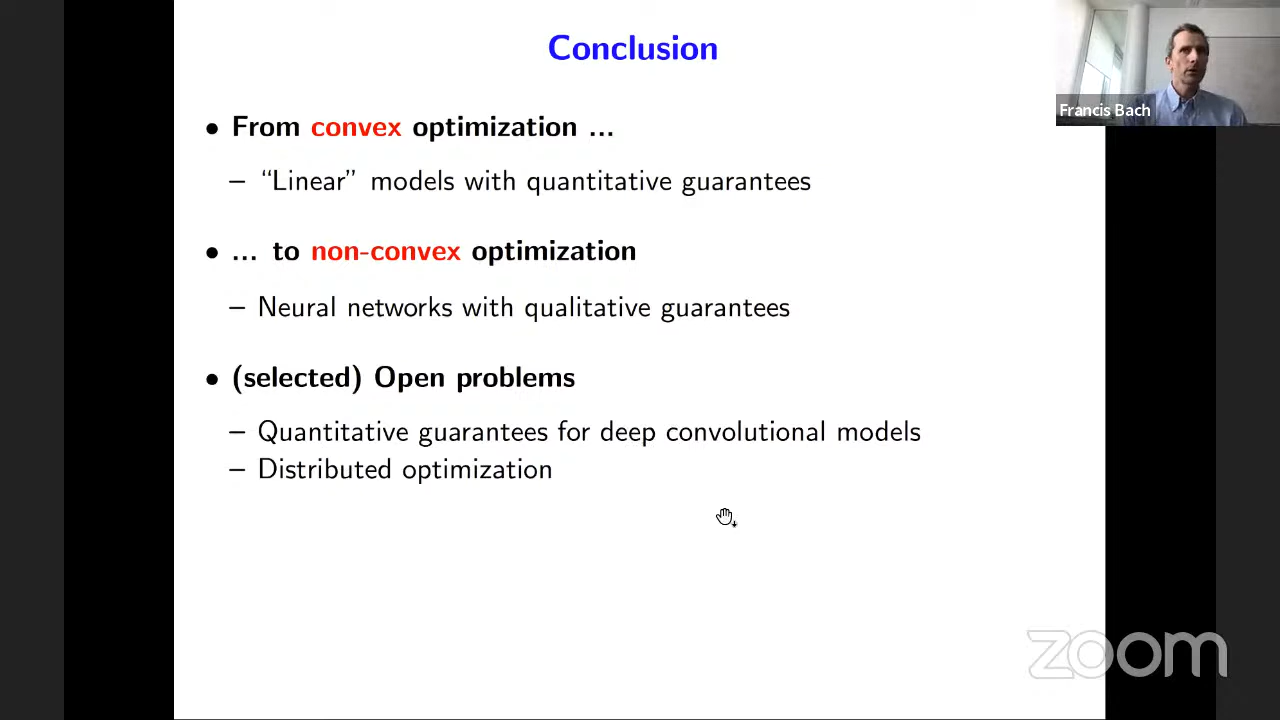 Conclusion
Francis Bach
• From convex optimization ...
– “Linear” models with quantitative guarantees
• ... to non-convex optimization
– Neural networks with qualitative guarantees
• (selected) Open problems
– Quantitative guarantees for deep convolutional models
– Distributed optimization
zoom